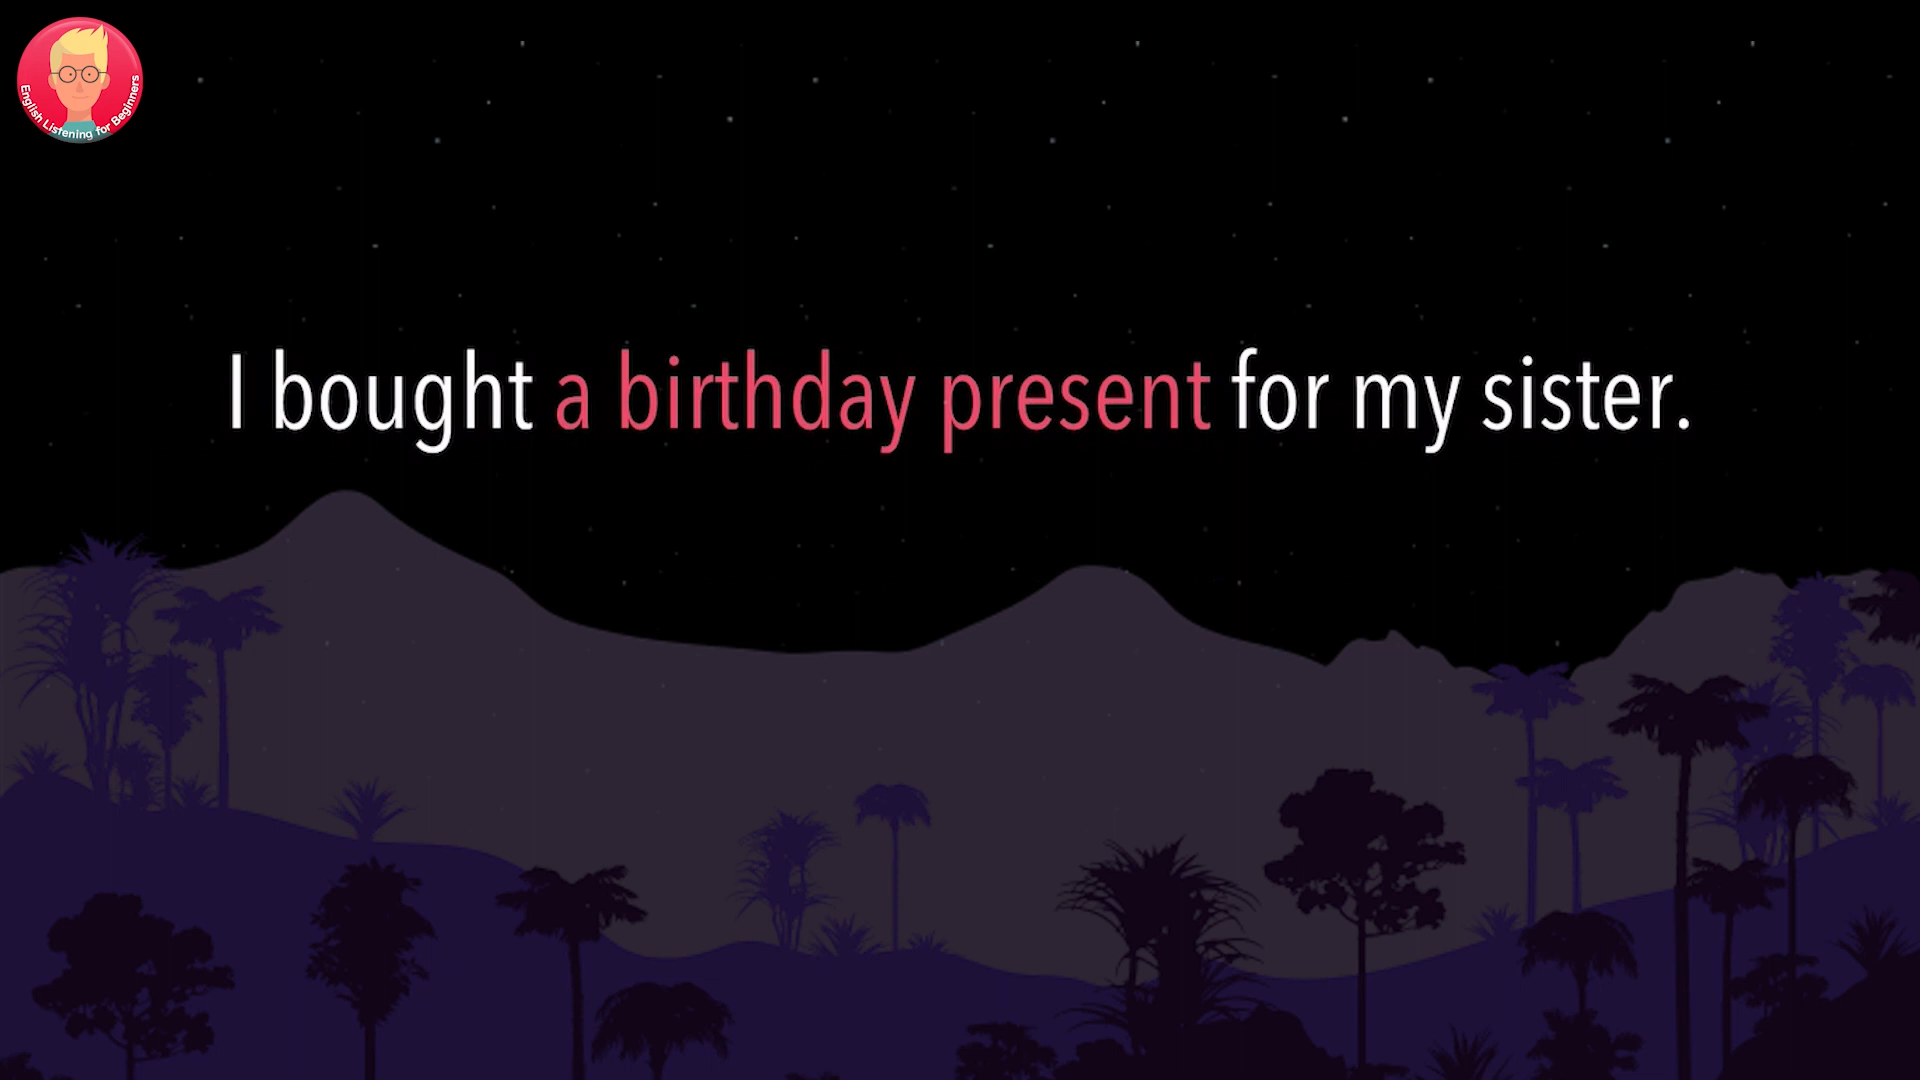 English Listening for Beginners
I bought a birthday present for my sister.